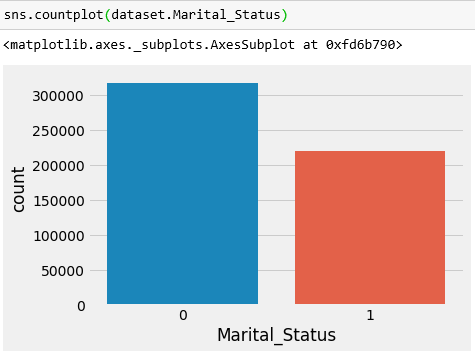 sns.countplot(dataset.Marital_Status)
<matplotlib.axes._subplots.AxesSubplot at 0xfd6b790>
300000
250000
200000
150000
100000
50000
0
count
0 1
Marital_Status